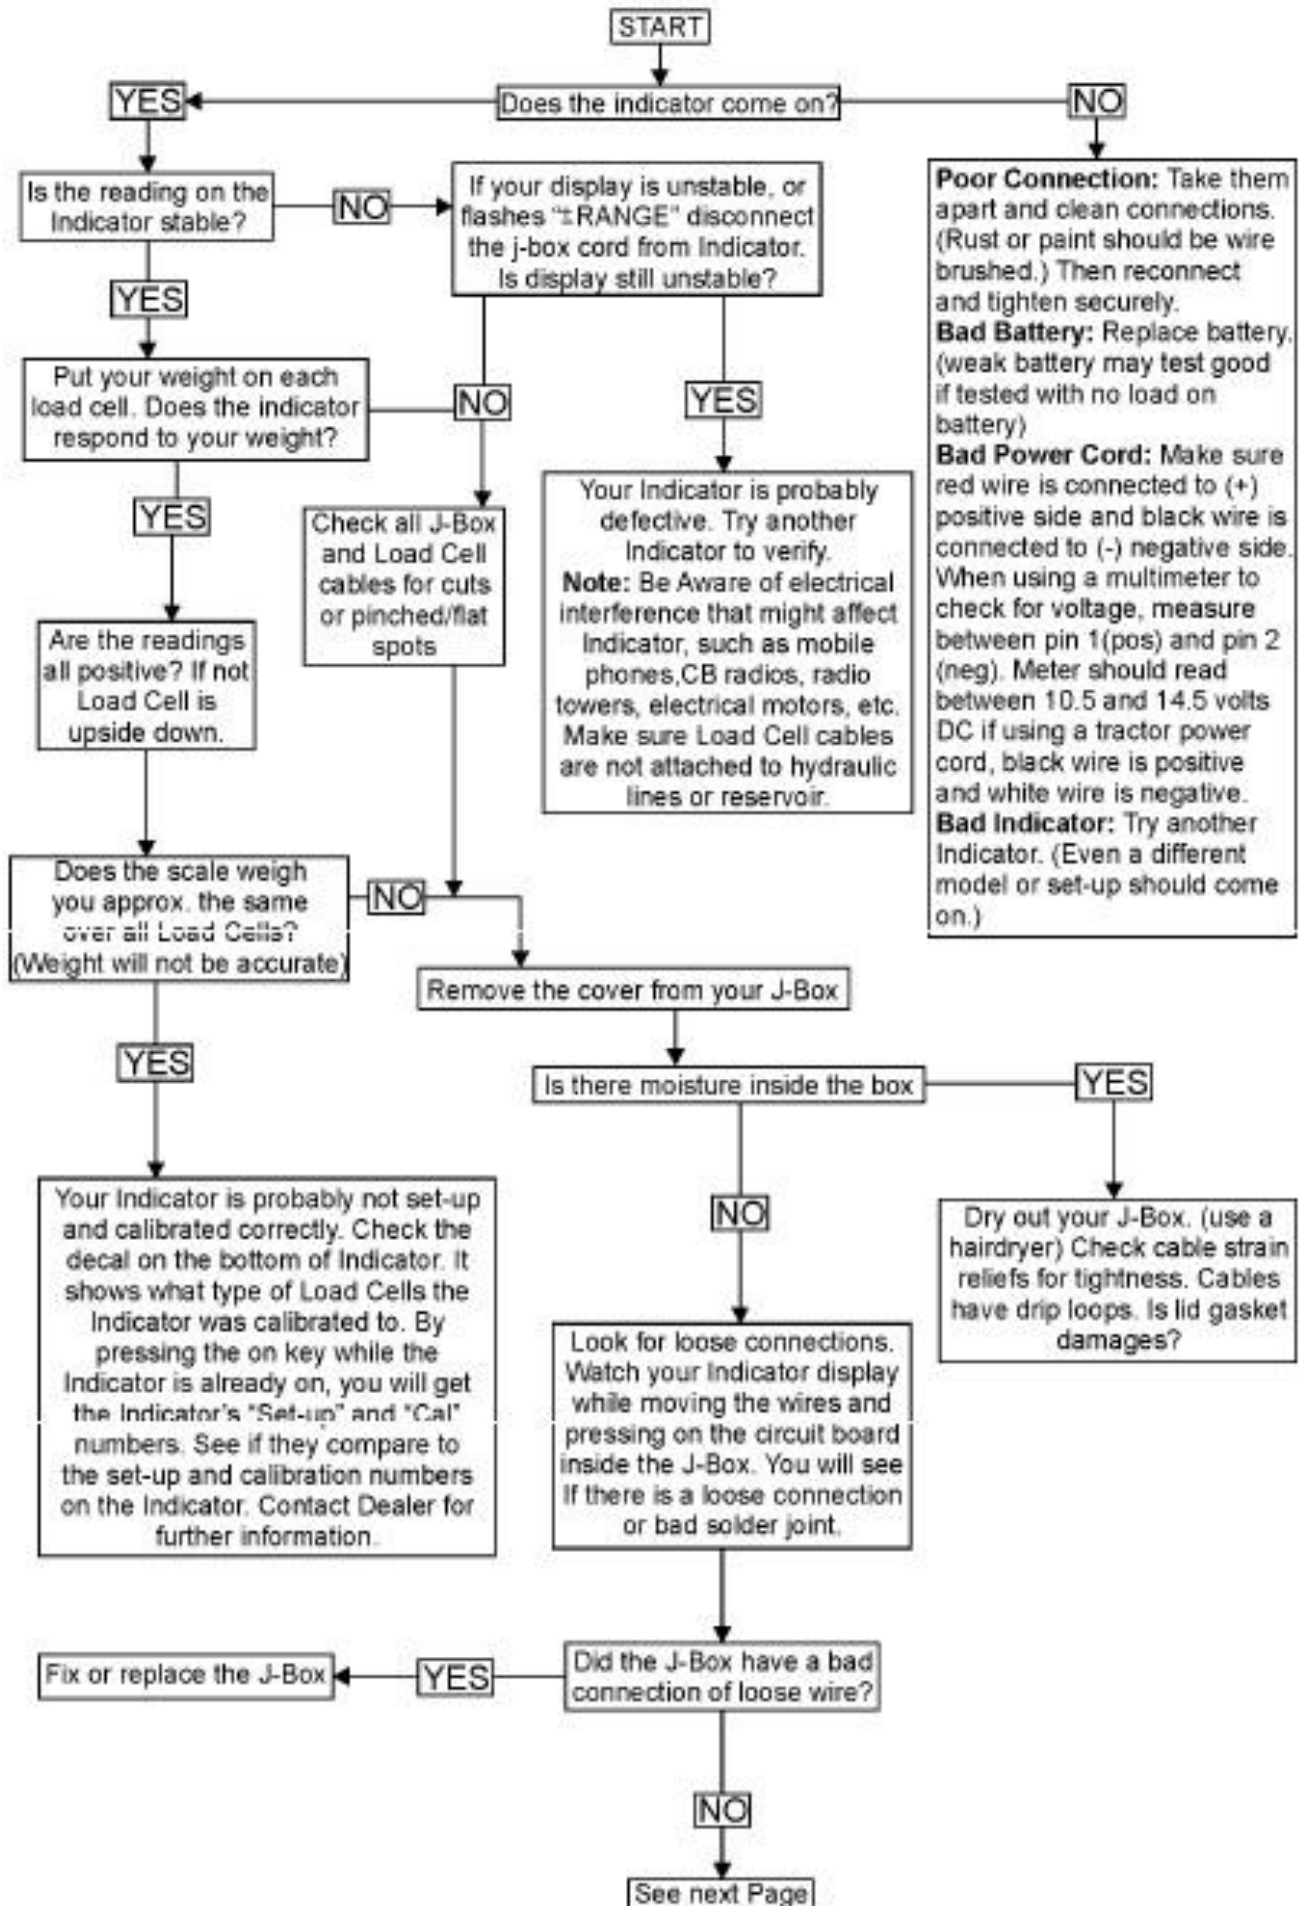 START
Does the indicator come on?
YES
NO
Is the reading on the
Indicator stable?
NO
If your display is unstable, or
flashes "±RANGE" disconnect
the j-box cord from Indicator.
Is display still unstable?
Poor Connection: Take them
apart and clean connections.
(Rust or paint should be wire
brushed.) Then reconnect
and tighten securely.
Bad Battery: Replace battery.
(weak battery may test good
if tested with no load on
battery)
Bad Power Cord: Make sure
red wire is connected to (+)
positive side and black wire is
connected to (-) negative side.
When using a multimeter to
check for voltage, measure
between pin 1(pos) and pin 2
(neg). Meter should read
between 10.5 and 14.5 volts
DC if using a tractor power
cord, black wire is positive
and white wire is negative.
Bad Indicator: Try another
Indicator. (Even a different
model or set-up should come
on.)
YES
Put your weight on each
load cell. Does the indicator
respond to your weight?
NO
YES
YES
Check all J-Box
and Load Cell
cables for cuts
or pinched/flat
spots
Your Indicator is probably
defective. Try another
Indicator to verify.
Note: Be Aware of electrical
interference that might affect
Indicator, such as mobile
phones,CB radios, radio
towers, electrical motors, etc.
Make sure Load Cell cables
are not attached to hydraulic
lines or reservoir.
Are the readings
all positive? If not
Load Cell is
upside down.
Does the scale weigh
you approx. the same
over all Load Cells?
(Weight will not be accurate)
NO
Remove the cover from your J-Box
YES
Is there moisture inside the box
YES
NO
Your Indicator is probably not set-up
and calibrated correctly. Check the
decal on the bottom of Indicator. It
shows what type of Load Cells the
Indicator was calibrated to. By
pressing the on key while the
Indicator is already on, you will get
the Indicator's "Set-up" and "Cal"
numbers. See if they compare to
the set-up and calibration numbers
on the Indicator. Contact Dealer for
further information.
Dry out your J-Box. (use a
hairdryer) Check cable strain
reliefs for tightness. Cables
have drip loops. Is lid gasket
damages?
Look for loose connections.
Watch your Indicator display
while moving the wires and
pressing on the circuit board
inside the J-Box. You will see
If there is a loose connection
or bad solder joint.
Did the J-Box have a bad
connection of loose wire?
YES
Fix or replace the J-Box
NO
See next Page